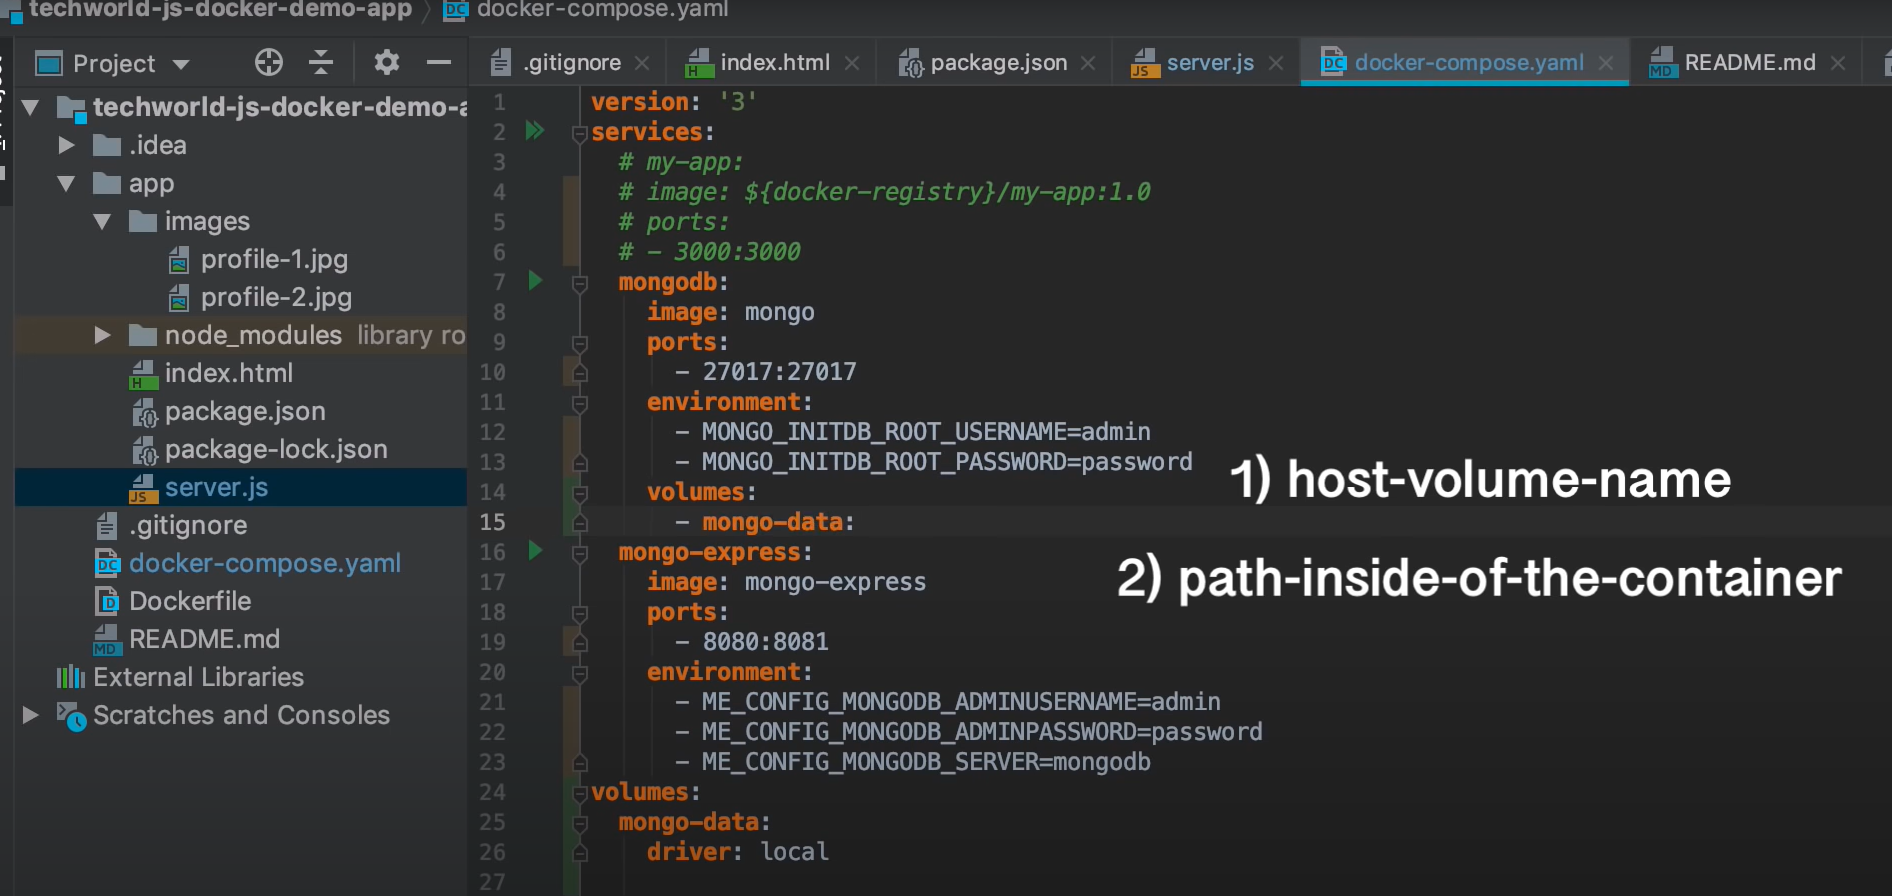 techworld-js-docker-demo-app docker-compose.yaml
Project
.gitignore index.html package.json server.js docker-compose.yaml README.md
techworld-js-docker-demo-a
.idea
app
images
profile-1.jpg
profile-2.jpg
node_modules library ro
index.html
package.json
package-lock.json
server.js
.gitignore
docker-compose.yaml
Dockerfile
README.md
External Libraries
Scratches and Consoles
1 version: '3'
2 services:
3 # my-app:
4 # image: ${docker-registry}/my-app:1.0
5 # ports:
6 # - 3000:3000
7 mongodb:
8 image: mongo
9 ports:
10 - 27017:27017
11 environment:
12 - MONGO_INITDB_ROOT_USERNAME=admin
13 - MONGO_INITDB_ROOT_PASSWORD=password
14 volumes:
15 - mongo-data:
16 mongo-express:
17 image: mongo-express
18 ports:
19 - 8080:8081
20 environment:
21 - ME_CONFIG_MONGODB_ADMINUSERNAME=admin
22 - ME_CONFIG_MONGODB_ADMINPASSWORD=password
23 - ME_CONFIG_MONGODB_SERVER=mongodb
24 volumes:
25 mongo-data:
26 driver: local
27
1) host-volume-name
2) path-inside-of-the-container